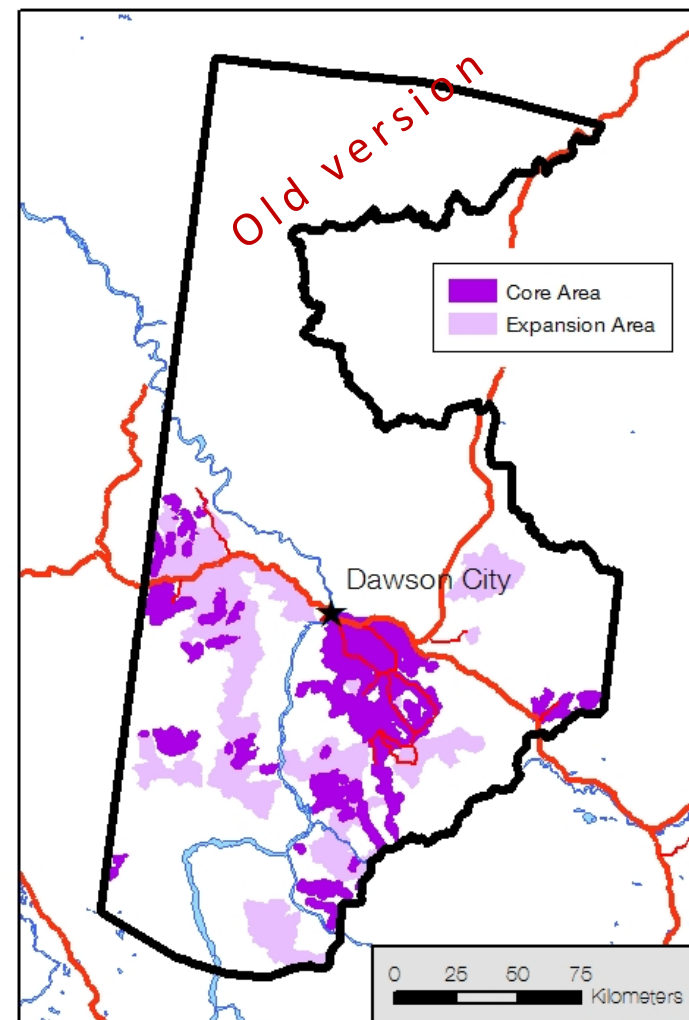 Old version
Core Area
Expansion Area
Dawson City
0 25 50 75
Kilometers